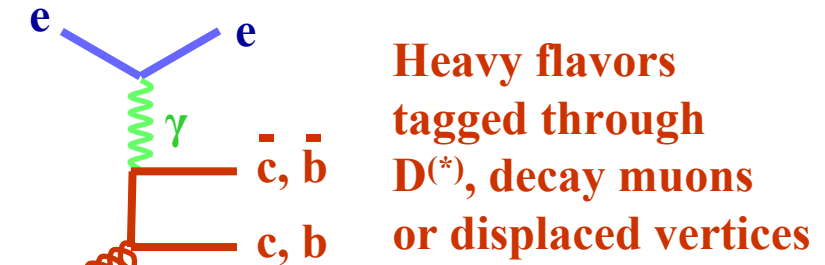 e
e
γ
c̄, b̄
c, b
Heavy flavors
tagged through
D(*), decay muons
or displaced vertices